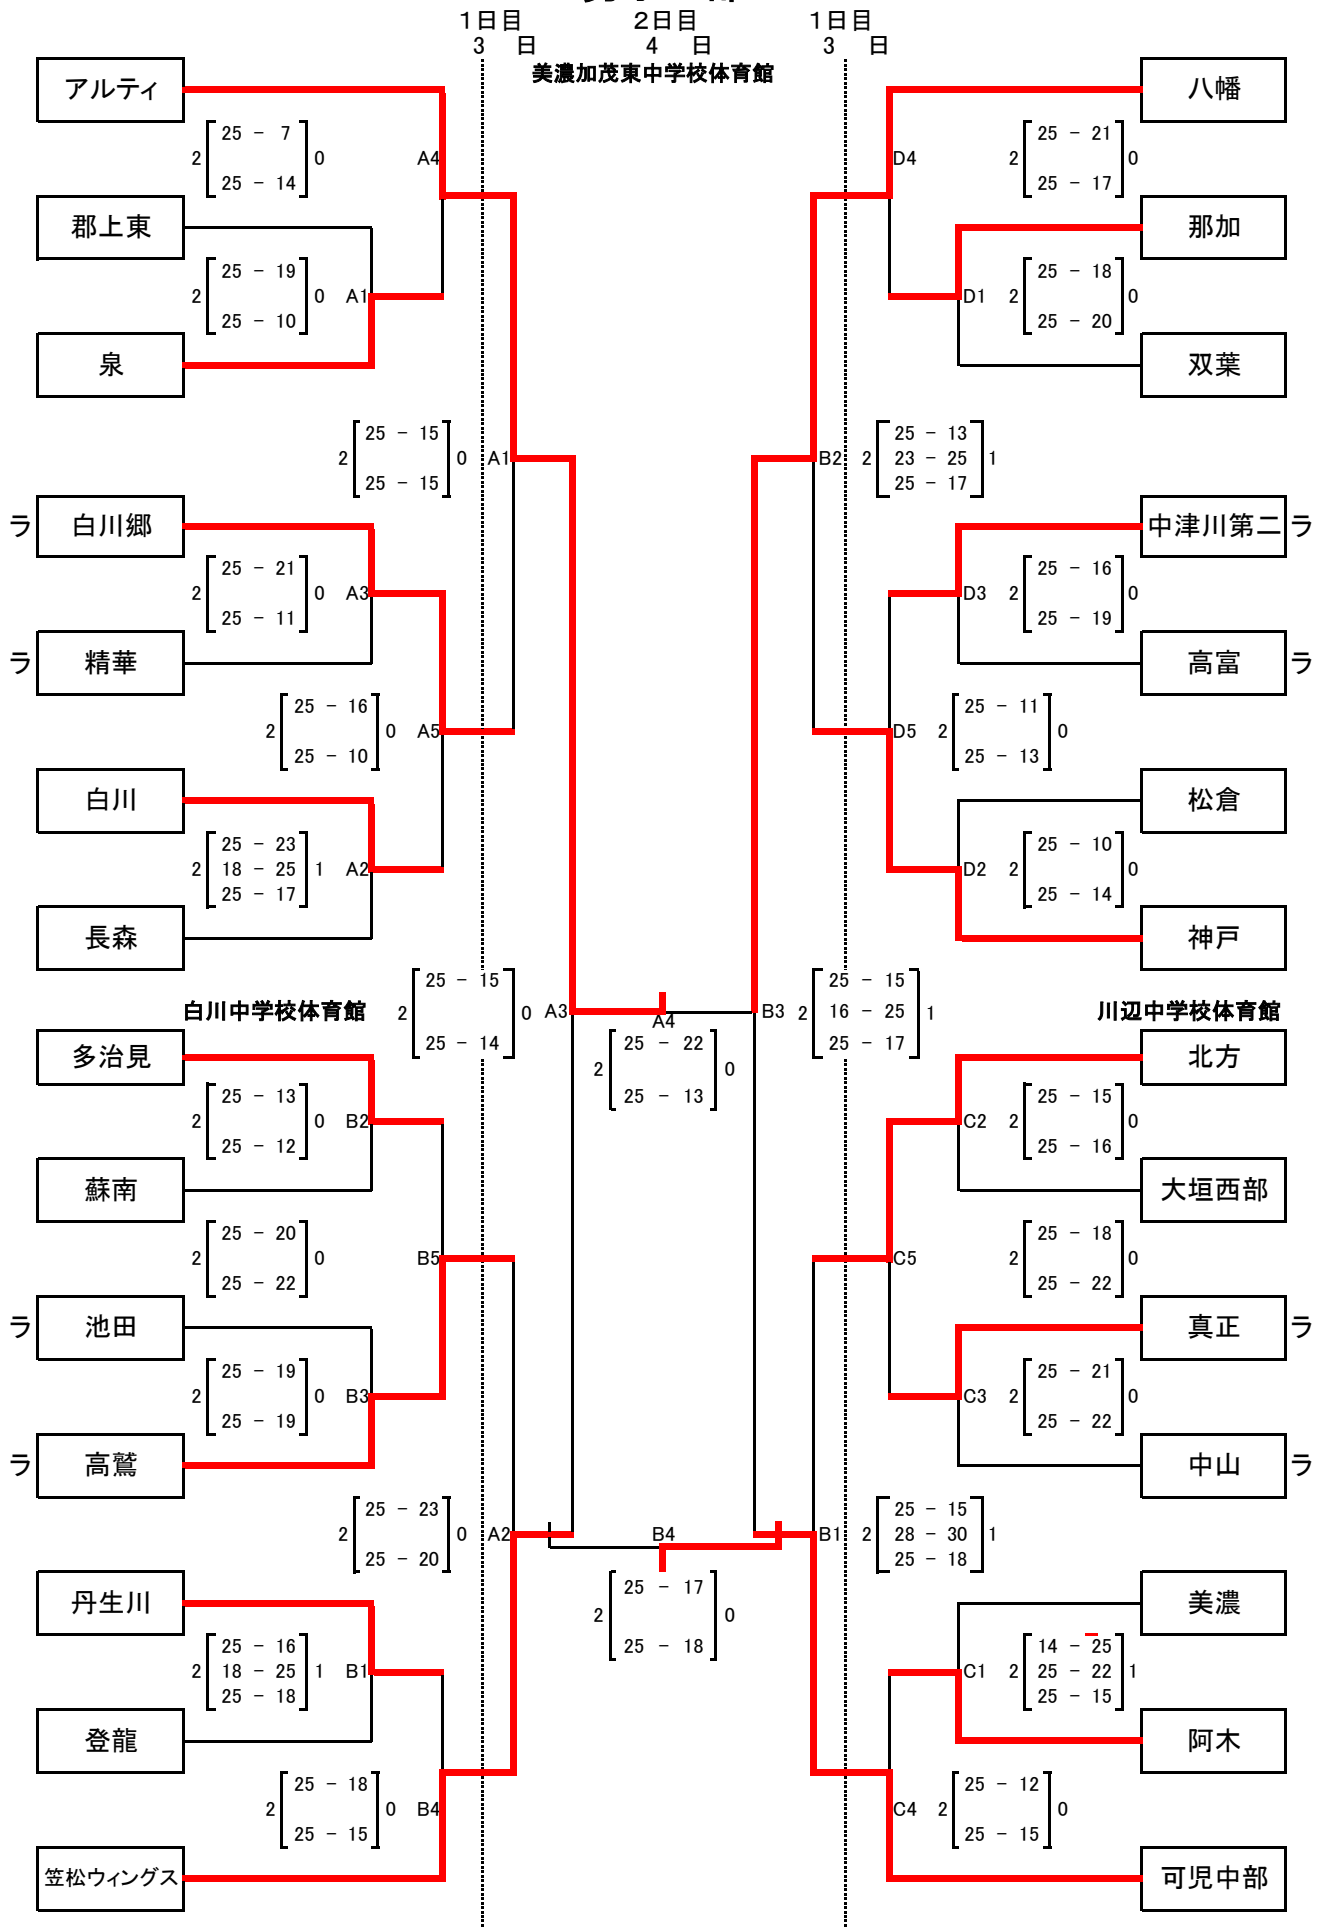 1日目 2日目 1日目
3 日 4 日 3 日
美濃加茂東中学校体育館
アルティ 八幡
2 25 - 7 0 A4 D4 2 25 - 21 0
25 - 14 25 - 17
郡上東 那加
2 25 - 19 0 A1 D1 2 25 - 18 0
25 - 10 25 - 20
泉 双葉
2 25 - 15 0 A1 B2 2 25 - 13 1
25 - 15 23 - 25
25 - 17
ラ 白川郷 中津川第二 ラ
2 25 - 21 0 A3 D3 2 25 - 16 0
25 - 11 25 - 19
ラ 精華 高富 ラ
2 25 - 16 0 A5 D5 2 25 - 11 0
25 - 10 25 - 13
白川 松倉
2 25 - 23 1 A2 D2 2 25 - 10 0
18 - 25 25 - 14
25 - 17
長森 神戸
2 25 - 15 0 A3 B3 2 25 - 15 1
25 - 14 16 - 25
25 - 17
白川中学校体育館 川辺中学校体育館
A4
2 25 - 22 0
25 - 13
多治見 北方
2 25 - 13 0 B2 C2 2 25 - 15 0
25 - 12 25 - 16
蘇南 大垣西部
2 25 - 20 0 B5 C5 2 25 - 18 0
25 - 22 25 - 22
ラ 池田 真正 ラ
2 25 - 19 0 B3 C3 2 25 - 21 0
25 - 19 25 - 22
ラ 高鷲 中山 ラ
2 25 - 23 0 A2 B4 B1 2 25 - 15 1
25 - 20 28 - 30
25 - 18
2 25 - 17 0
25 - 18
丹生川 美濃
2 25 - 16 1 B1 C1 2 14 - 25 1
18 - 25 25 - 22
25 - 18 25 - 15
登龍 阿木
2 25 - 18 0 B4 C4 2 25 - 12 0
25 - 15 25 - 15
笠松ウィングス 可児中部